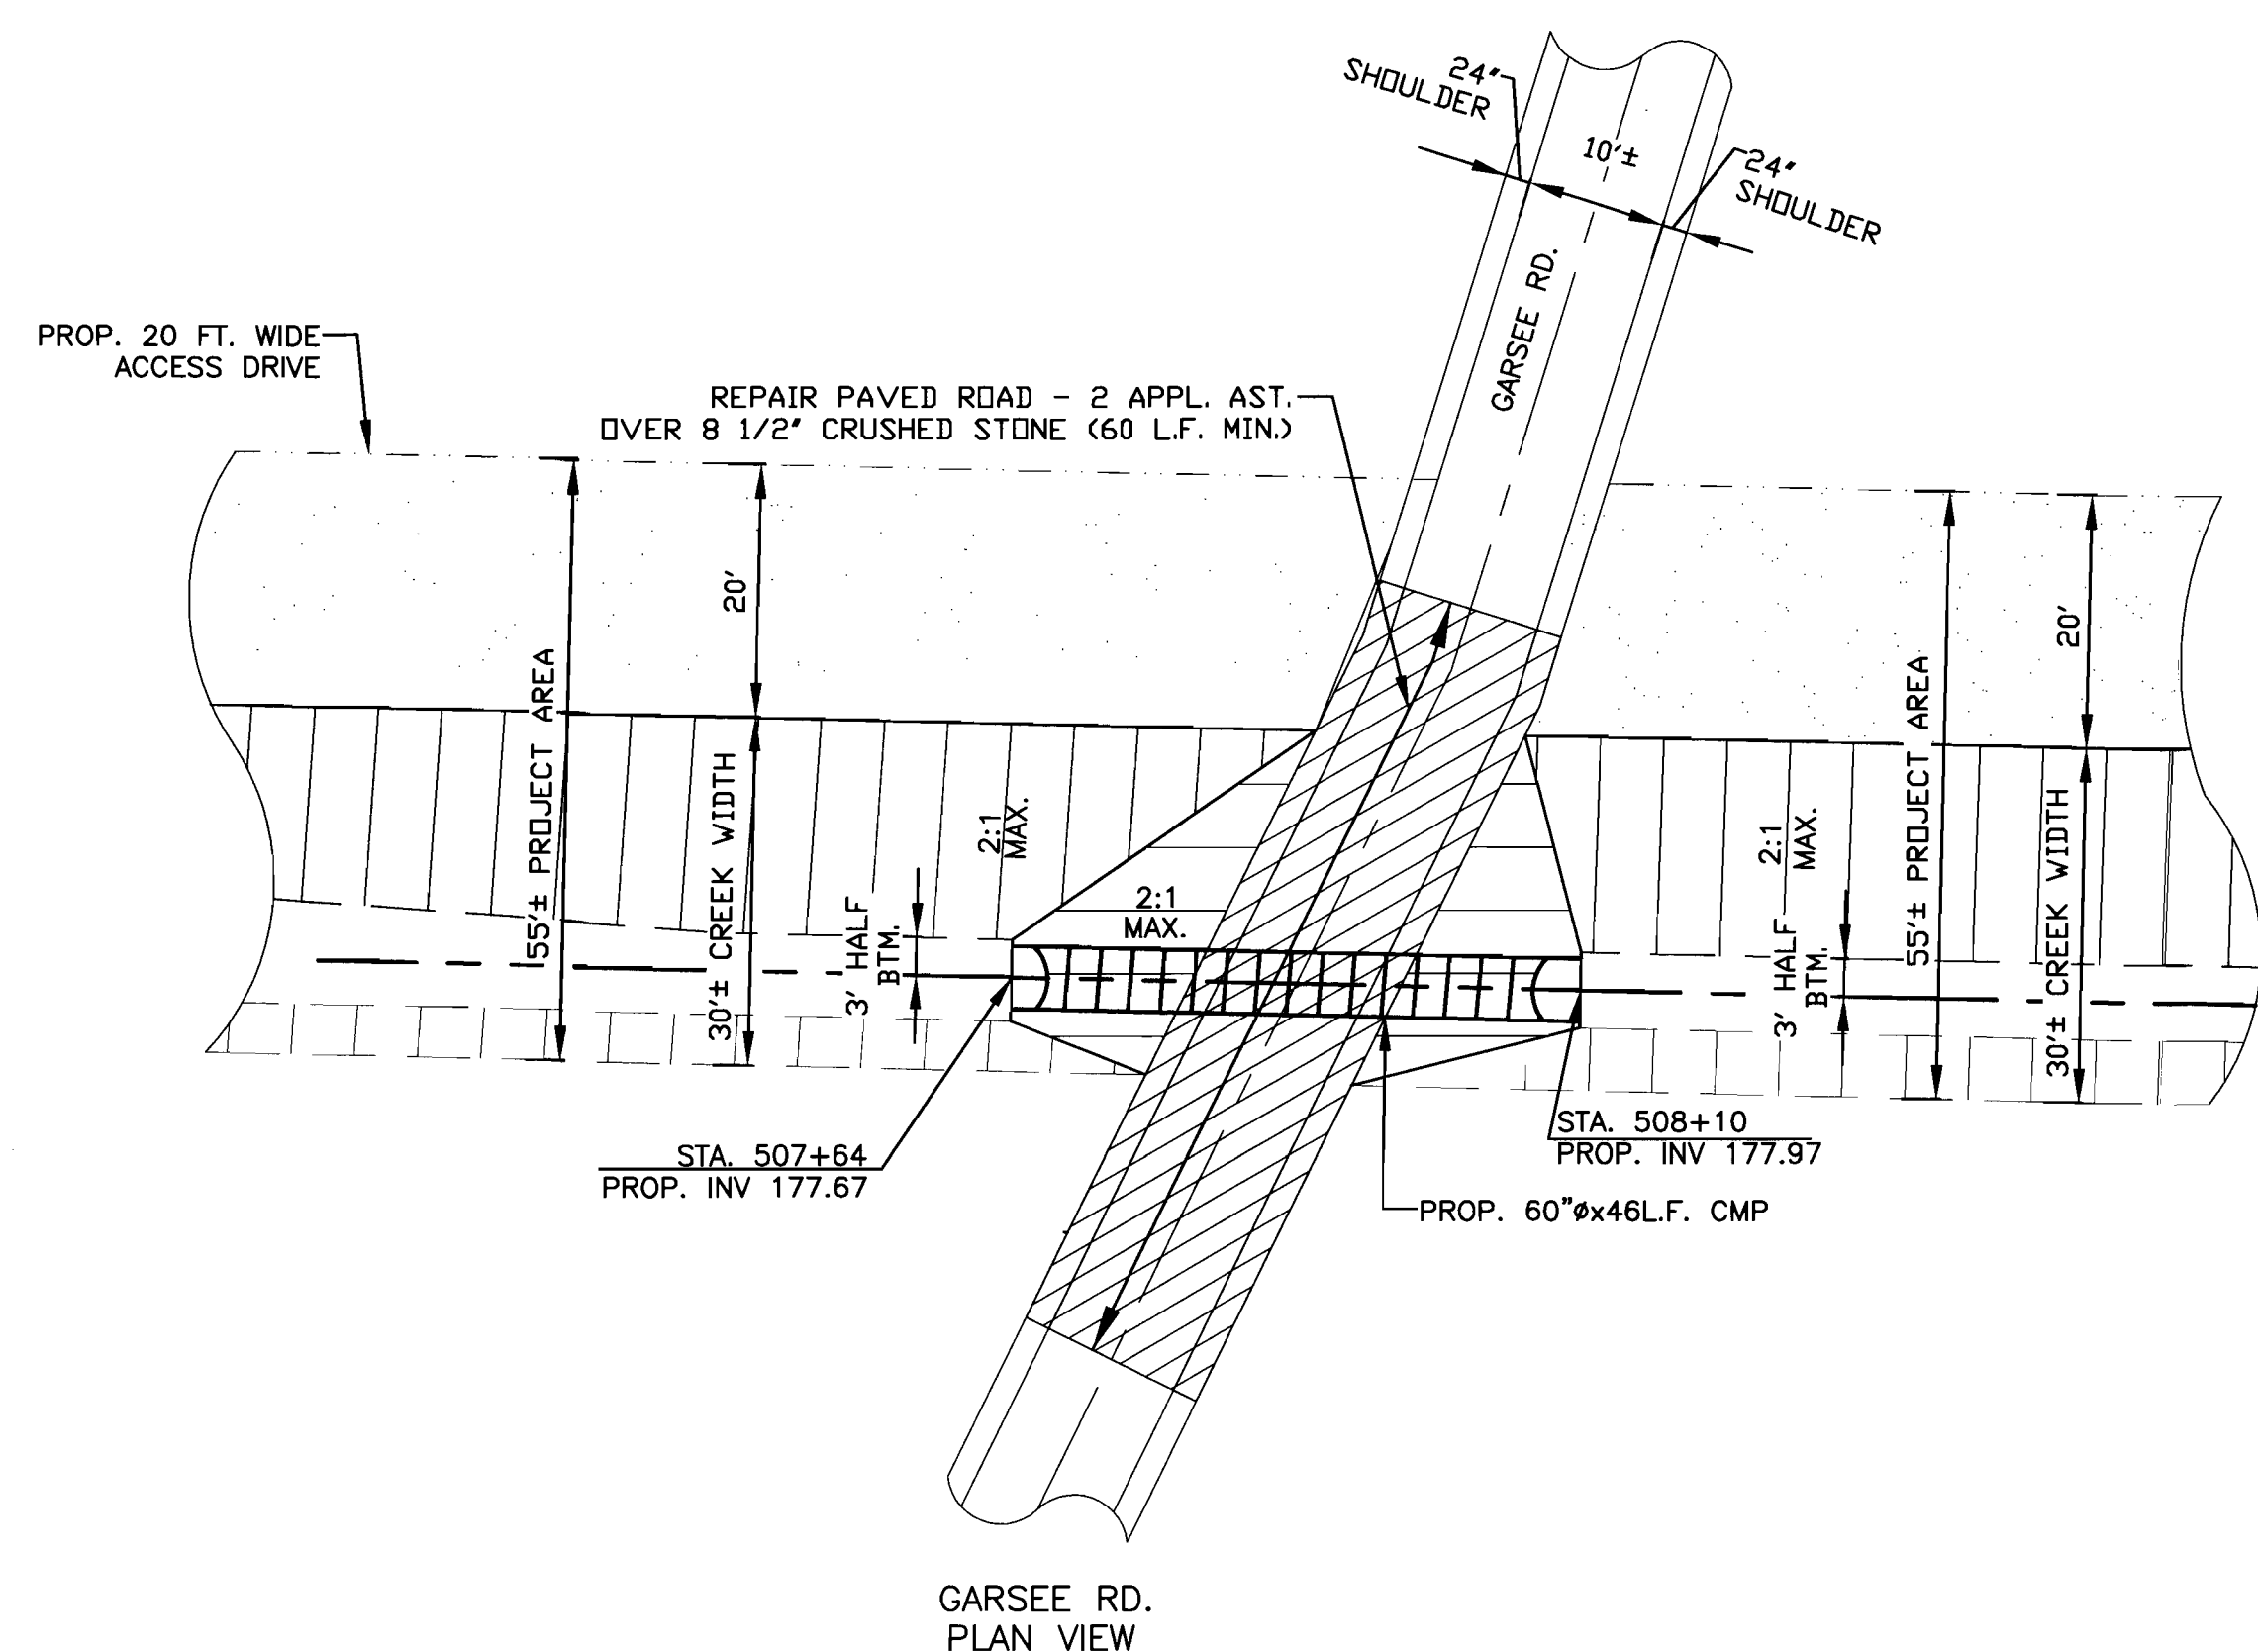 24"
SHOULDER
10'±
24"
SHOULDER
GARSEE RD.
PROP. 20 FT. WIDE
ACCESS DRIVE
REPAIR PAVED ROAD - 2 APPL. AST.
OVER 8 1/2" CRUSHED STONE (60 L.F. MIN.)
20'
55'± PROJECT AREA
30'± CREEK WIDTH
3' HALF
BTM.
2:1
MAX.
2:1
MAX.
2:1
MAX.
3' HALF
BTM.
55'± PROJECT AREA
20'
30'± CREEK WIDTH
STA. 507+64
PROP. INV 177.67
STA. 508+10
PROP. INV 177.97
PROP. 60"øx46L.F. CMP
GARSEE RD.
PLAN VIEW